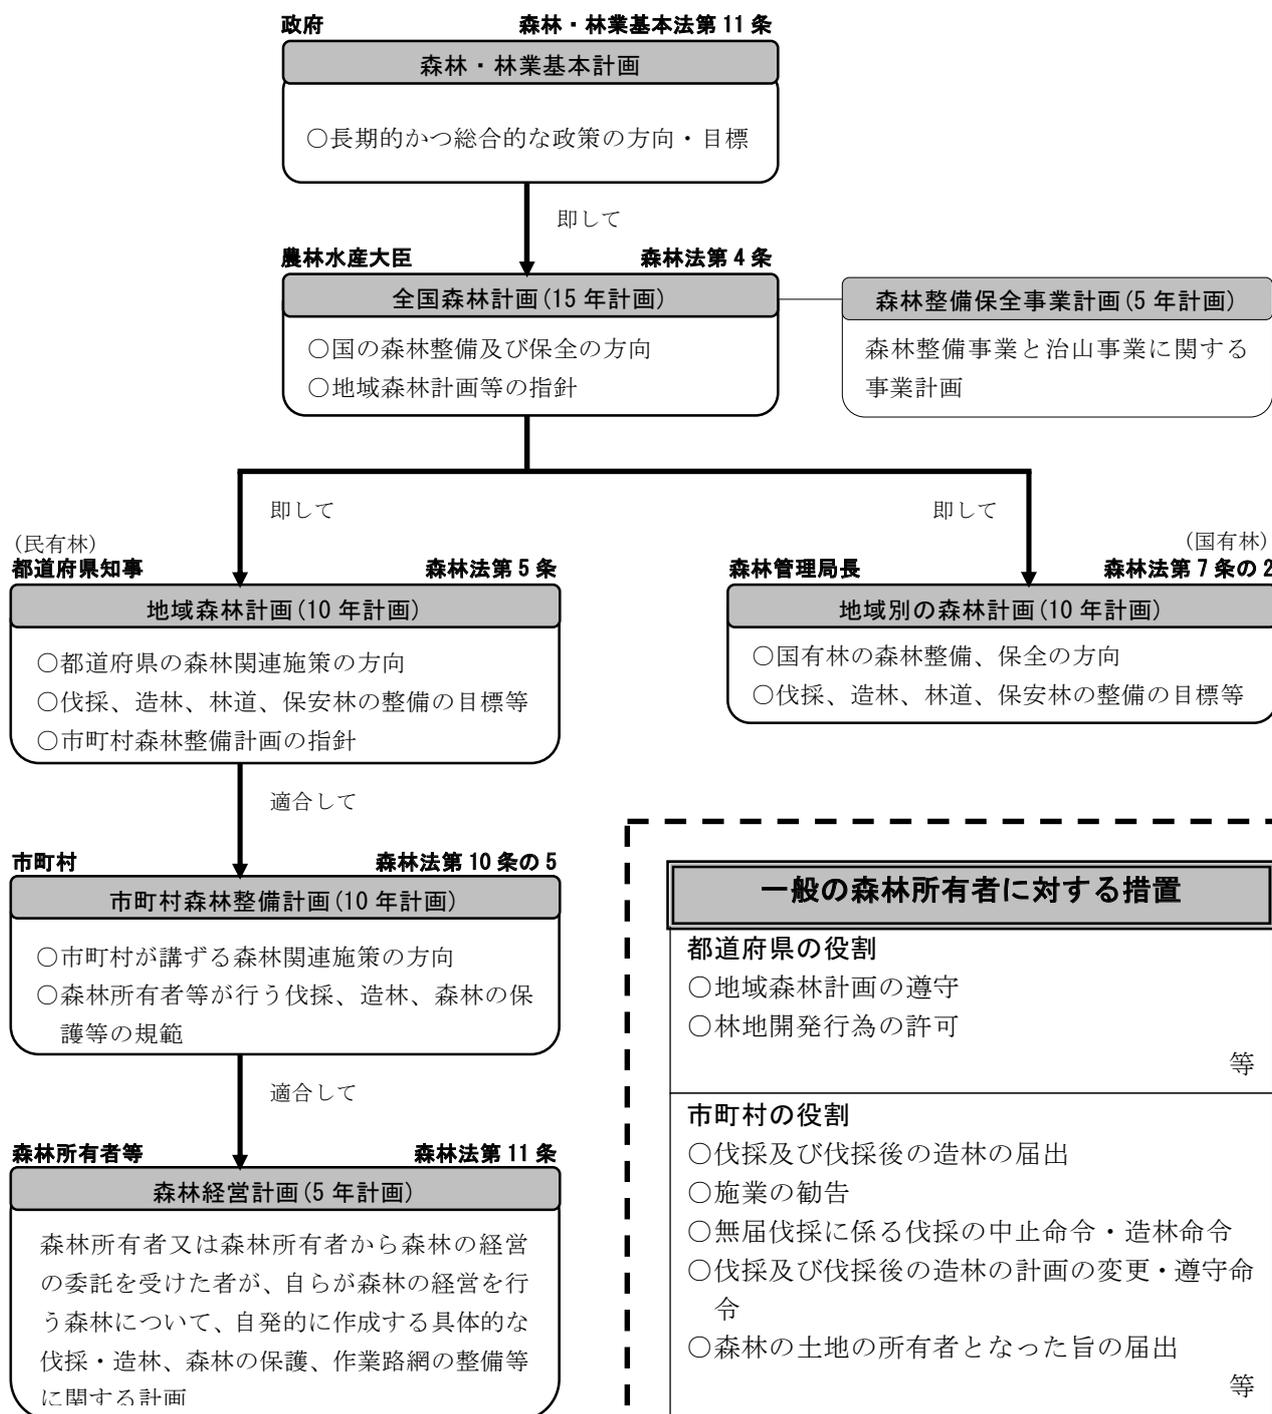 政府 森林・林業基本法第 11 条
森林・林業基本計画
○長期的かつ総合的な政策の方向・目標
即して
農林水産大臣 森林法第 4 条
全国森林計画(15 年計画)
○国の森林整備及び保全の方向
○地域森林計画等の指針
森林整備保全事業計画(5 年計画)
森林整備事業と治山事業に関する
事業計画
即して
即して
(民有林)
都道府県知事 森林法第 5 条
地域森林計画(10 年計画)
○都道府県の森林関連施策の方向
○伐採、造林、林道、保安林の整備の目標等
○市町村森林整備計画の指針
(国有林)
森林管理局長 森林法第 7 条の 2
地域別の森林計画(10 年計画)
○国有林の森林整備、保全の方向
○伐採、造林、林道、保安林の整備の目標等
適合して
市町村 森林法第 10 条の 5
市町村森林整備計画(10 年計画)
○市町村が講ずる森林関連施策の方向
○森林所有者等が行う伐採、造林、森林の保
護等の規範
適合して
森林所有者等 森林法第 11 条
森林経営計画(5 年計画)
森林所有者又は森林所有者から森林の経営
の委託を受けた者が、自らが森林の経営を行
う森林について、自発的に作成する具体的な
伐採・造林、森林の保護、作業路網の整備等
に関する計画
一般の森林所有者に対する措置
都道府県の役割
○地域森林計画の遵守
○林地開発行為の許可
等
市町村の役割
○伐採及び伐採後の造林の届出
○施業の勧告
○無届伐採に係る伐採の中止命令・造林命令
○伐採及び伐採後の造林の計画の変更・遵守命
令
○森林の土地の所有者となった旨の届出
等